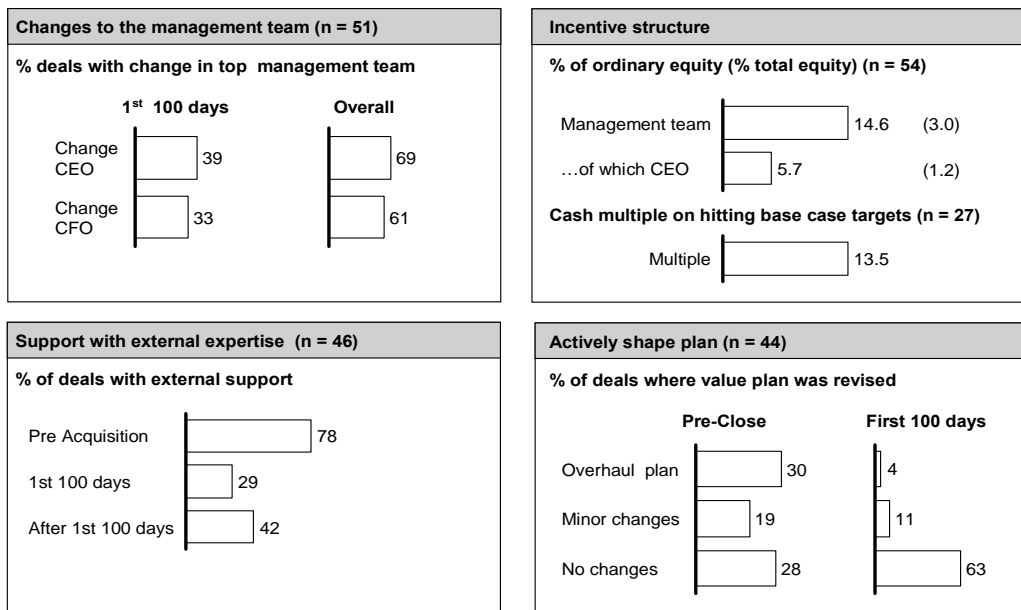 Changes to the management team (n = 51)
% deals with change in top management team
1st 100 days Overall
Change CEO 39 69
Change CFO 33 61
Incentive structure
% of ordinary equity (% total equity) (n = 54)
Management team 14.6 (3.0)
…of which CEO 5.7 (1.2)
Cash multiple on hitting base case targets (n = 27)
Multiple 13.5
Support with external expertise (n = 46)
% of deals with external support
Pre Acquisition 78
1st 100 days 29
After 1st 100 days 42
Actively shape plan (n = 44)
% of deals where value plan was revised
Pre-Close First 100 days
Overhaul plan 30 4
Minor changes 19 11
No changes 28 63